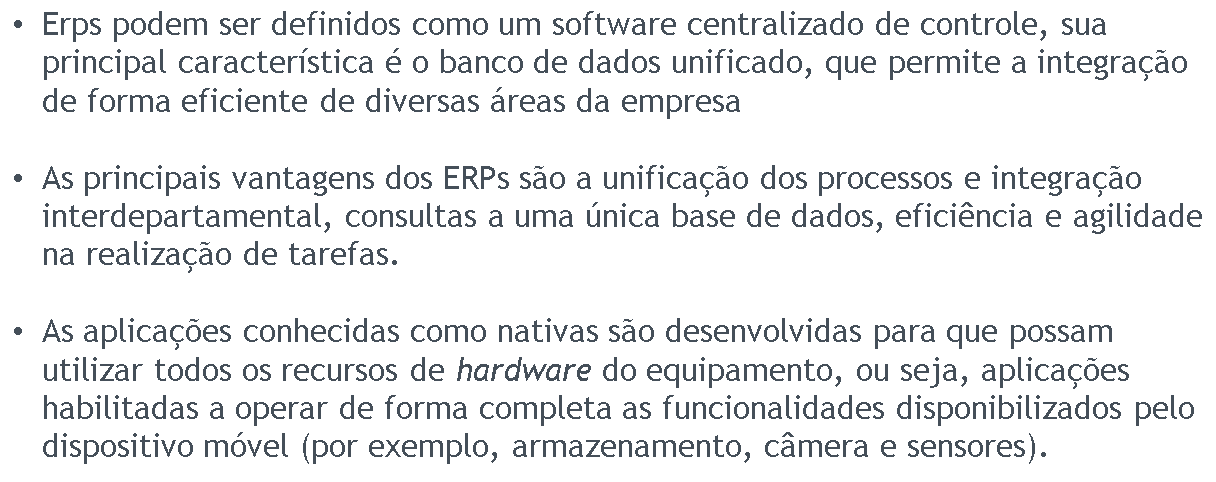 • Erps podem ser definidos como um software centralizado de controle, sua
principal característica é o banco de dados unificado, que permite a integração
de forma eficiente de diversas áreas da empresa
• As principais vantagens dos ERPs são a unificação dos processos e integração
interdepartamental, consultas a uma única base de dados, eficiência e agilidade
na realização de tarefas.
• As aplicações conhecidas como nativas são desenvolvidas para que possam
utilizar todos os recursos de hardware do equipamento, ou seja, aplicações
habilitadas a operar de forma completa as funcionalidades disponibilizados pelo
dispositivo móvel (por exemplo, armazenamento, câmera e sensores).